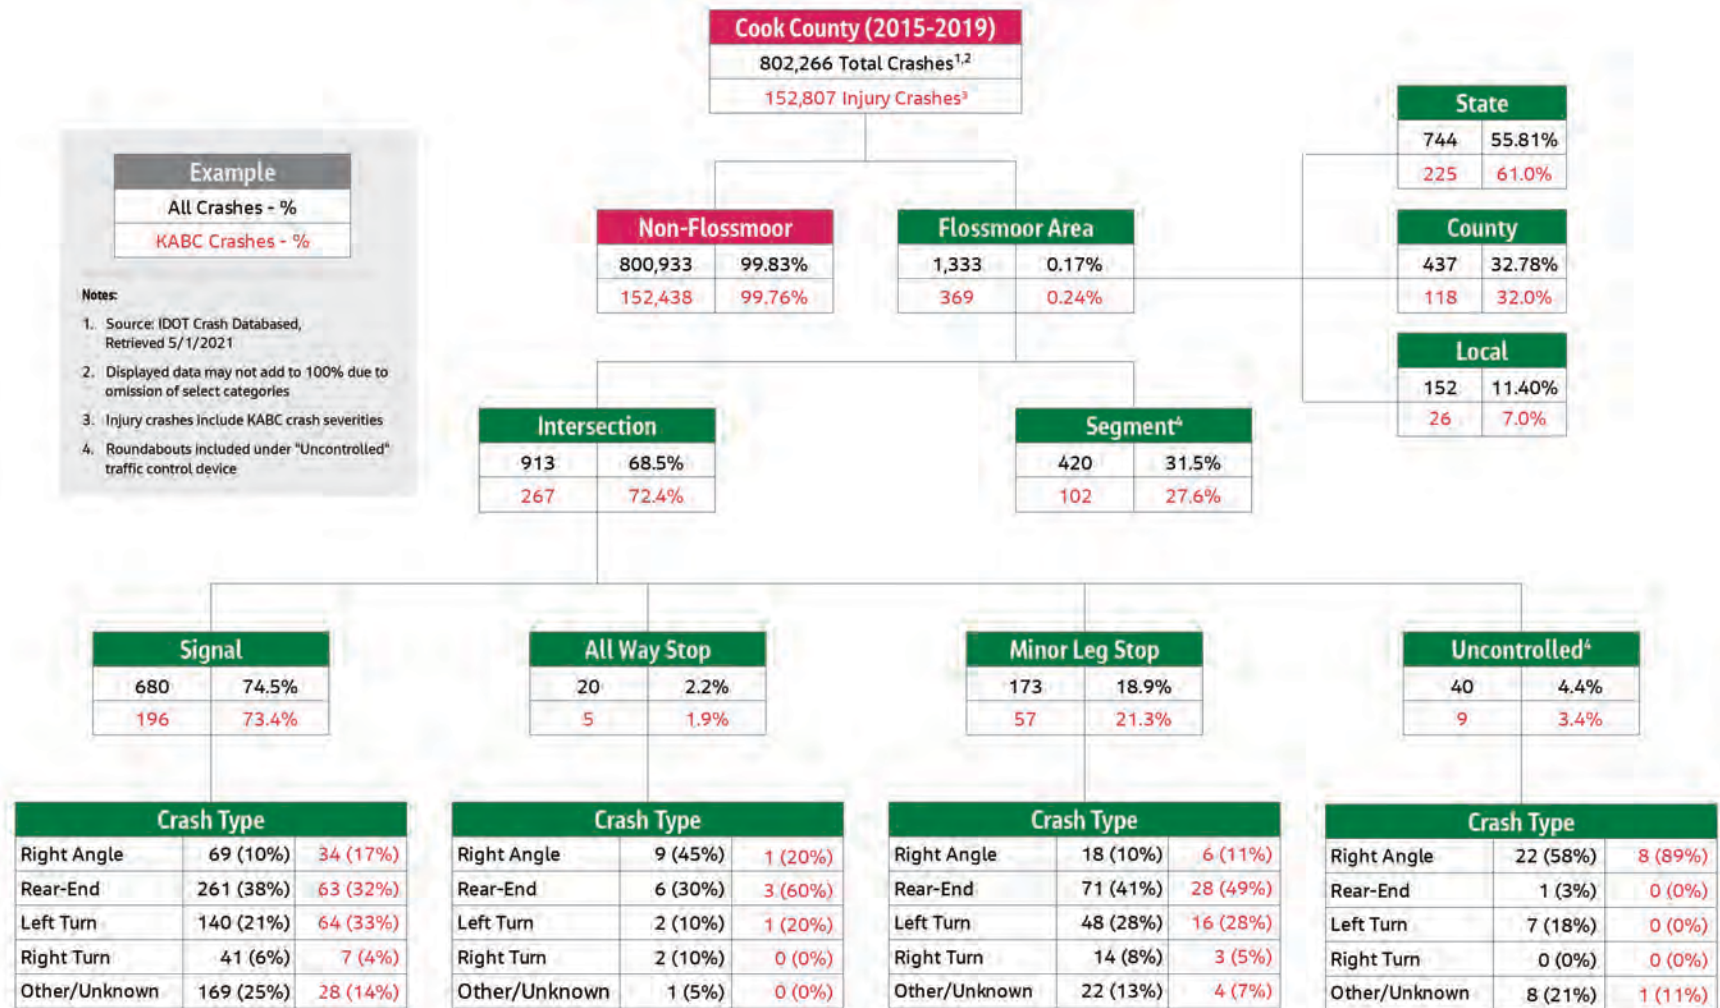 Cook County (2015-2019)
802,266 Total Crashes¹,²
152,807 Injury Crashes³
State
744 55.81%
225 61.0%
Example
All Crashes - %
KABC Crashes - %
Notes:
1. Source: IDOT Crash Databased,
Retrieved 5/1/2021
2. Displayed data may not add to 100% due to
omission of select categories
3. Injury crashes include KABC crash severities
4. Roundabouts included under "Uncontrolled"
traffic control device
Non-Flossmoor
800,933 99.83%
152,438 99.76%
Flossmoor Area
1,333 0.17%
369 0.24%
County
437 32.78%
118 32.0%
Local
152 11.40%
26 7.0%
Intersection
913 68.5%
267 72.4%
Segment⁴
420 31.5%
102 27.6%
Signal
680 74.5%
196 73.4%
All Way Stop
20 2.2%
5 1.9%
Minor Leg Stop
173 18.9%
57 21.3%
Uncontrolled⁴
40 4.4%
9 3.4%
Crash Type
Right Angle 69 (10%) 34 (17%)
Rear-End 261 (38%) 63 (32%)
Left Turn 140 (21%) 64 (33%)
Right Turn 41 (6%) 7 (4%)
Other/Unknown 169 (25%) 28 (14%)
Crash Type
Right Angle 9 (45%) 1 (20%)
Rear-End 6 (30%) 3 (60%)
Left Turn 2 (10%) 1 (20%)
Right Turn 2 (10%) 0 (0%)
Other/Unknown 1 (5%) 0 (0%)
Crash Type
Right Angle 18 (10%) 6 (11%)
Rear-End 71 (41%) 28 (49%)
Left Turn 48 (28%) 16 (28%)
Right Turn 14 (8%) 3 (5%)
Other/Unknown 22 (13%) 4 (7%)
Crash Type
Right Angle 22 (58%) 8 (89%)
Rear-End 1 (3%) 0 (0%)
Left Turn 7 (18%) 0 (0%)
Right Turn 0 (0%) 0 (0%)
Other/Unknown 8 (21%) 1 (11%)